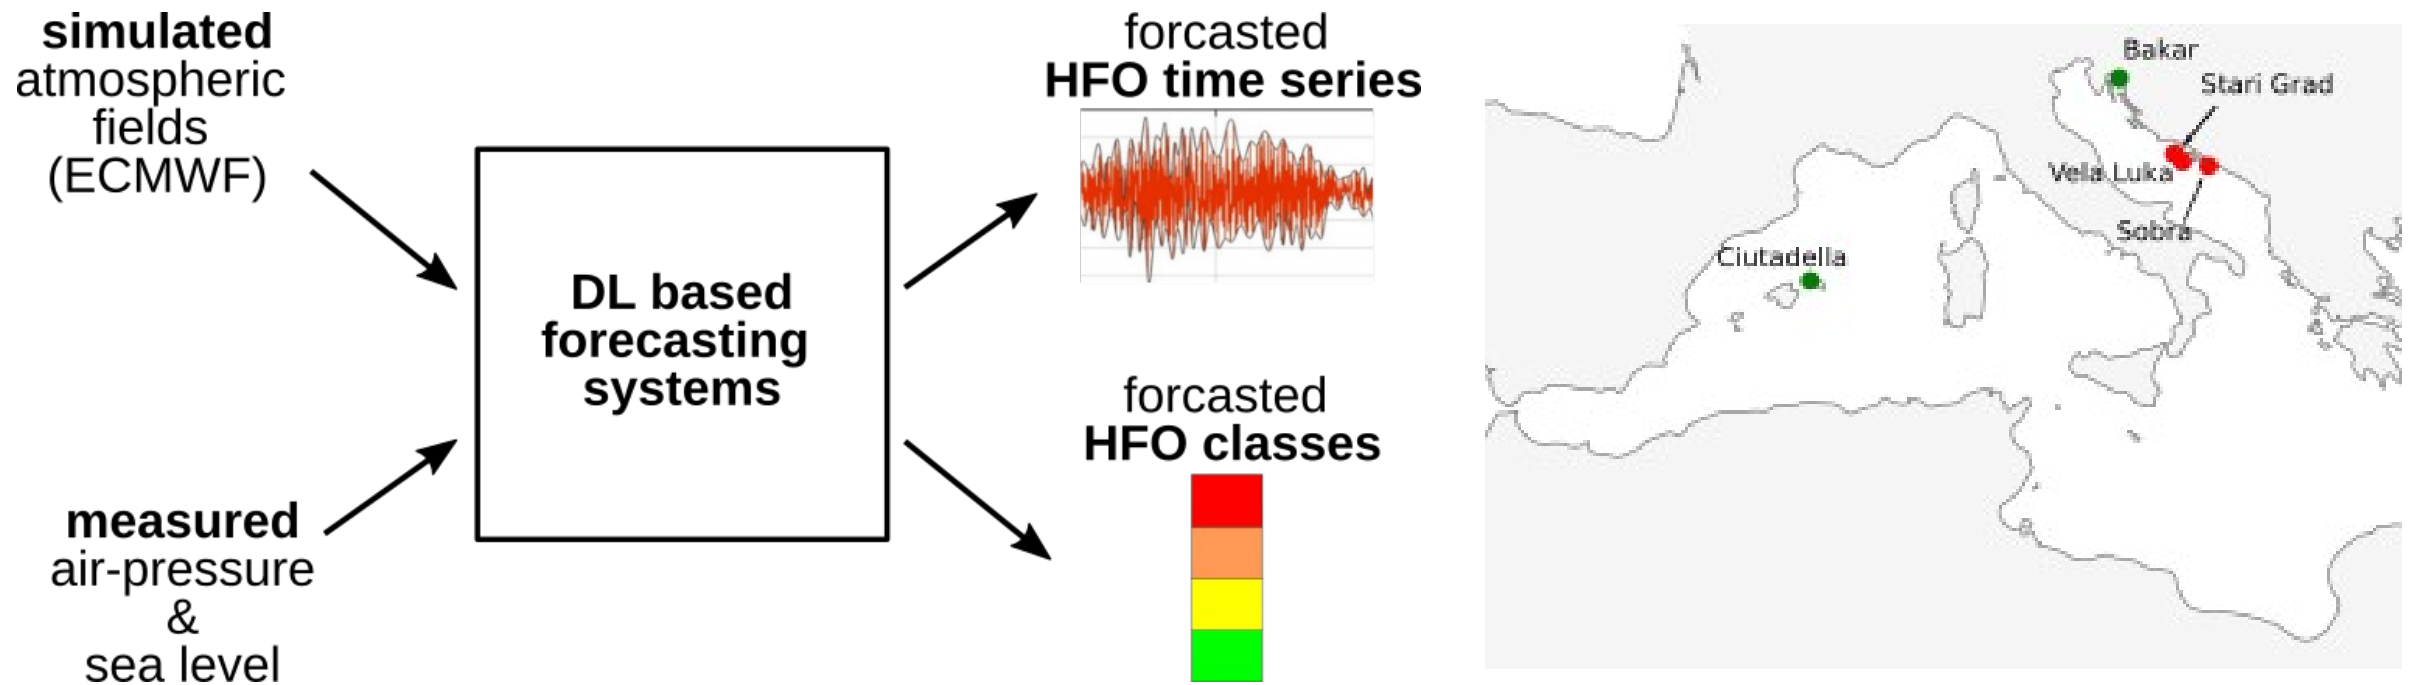 simulated
atmospheric
fields
(ECMWF)
measured
air-pressure
&
sea level
DL based
forecasting
systems
forcasted
HFO time series
forcasted
HFO classes
Bakar
Stari Grad
Vela Luka
Sobra
Ciutadella